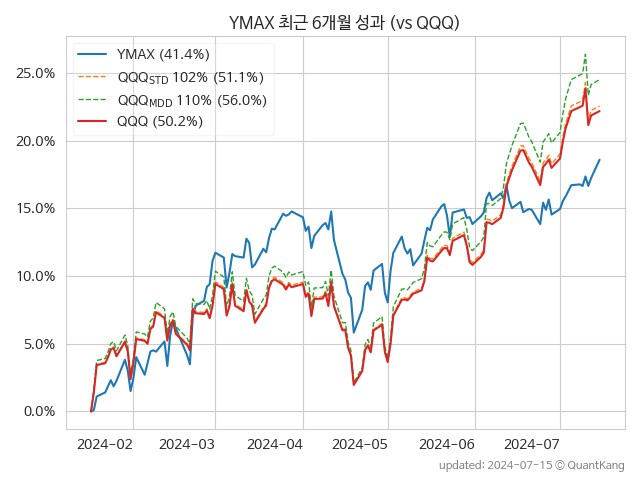 YMAX 최근 6개월 성과 (vs QQQ)
YMAX (41.4%)
QQQSTD 102% (51.1%)
QQQMDD 110% (56.0%)
QQQ (50.2%)
25.0%
20.0%
15.0%
10.0%
5.0%
0.0%
2024-02 2024-03 2024-04 2024-05 2024-06 2024-07
updated: 2024-07-15 © QuantKang